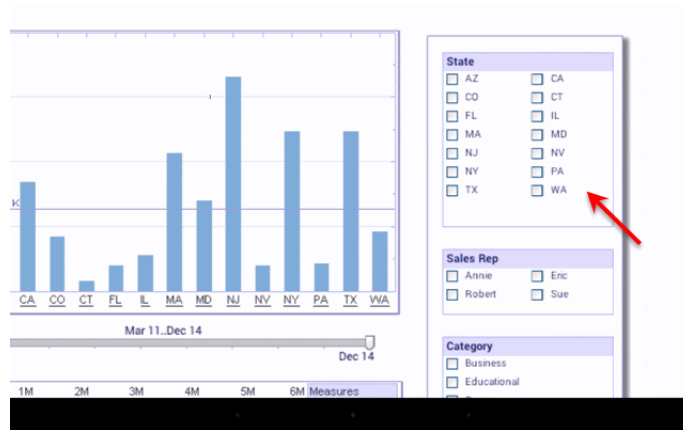 State
AZ CA
CO CT
FL IL
MA MD
NJ NV
NY PA
TX WA
K
CA CO CT FL IL MA MD NJ NV NY PA TX WA
Sales Rep
Annie Eric
Robert Sue
Mar 11..Dec 14
Dec 14
Category
Business
Educational
1M 2M 3M 4M 5M 6M Measures